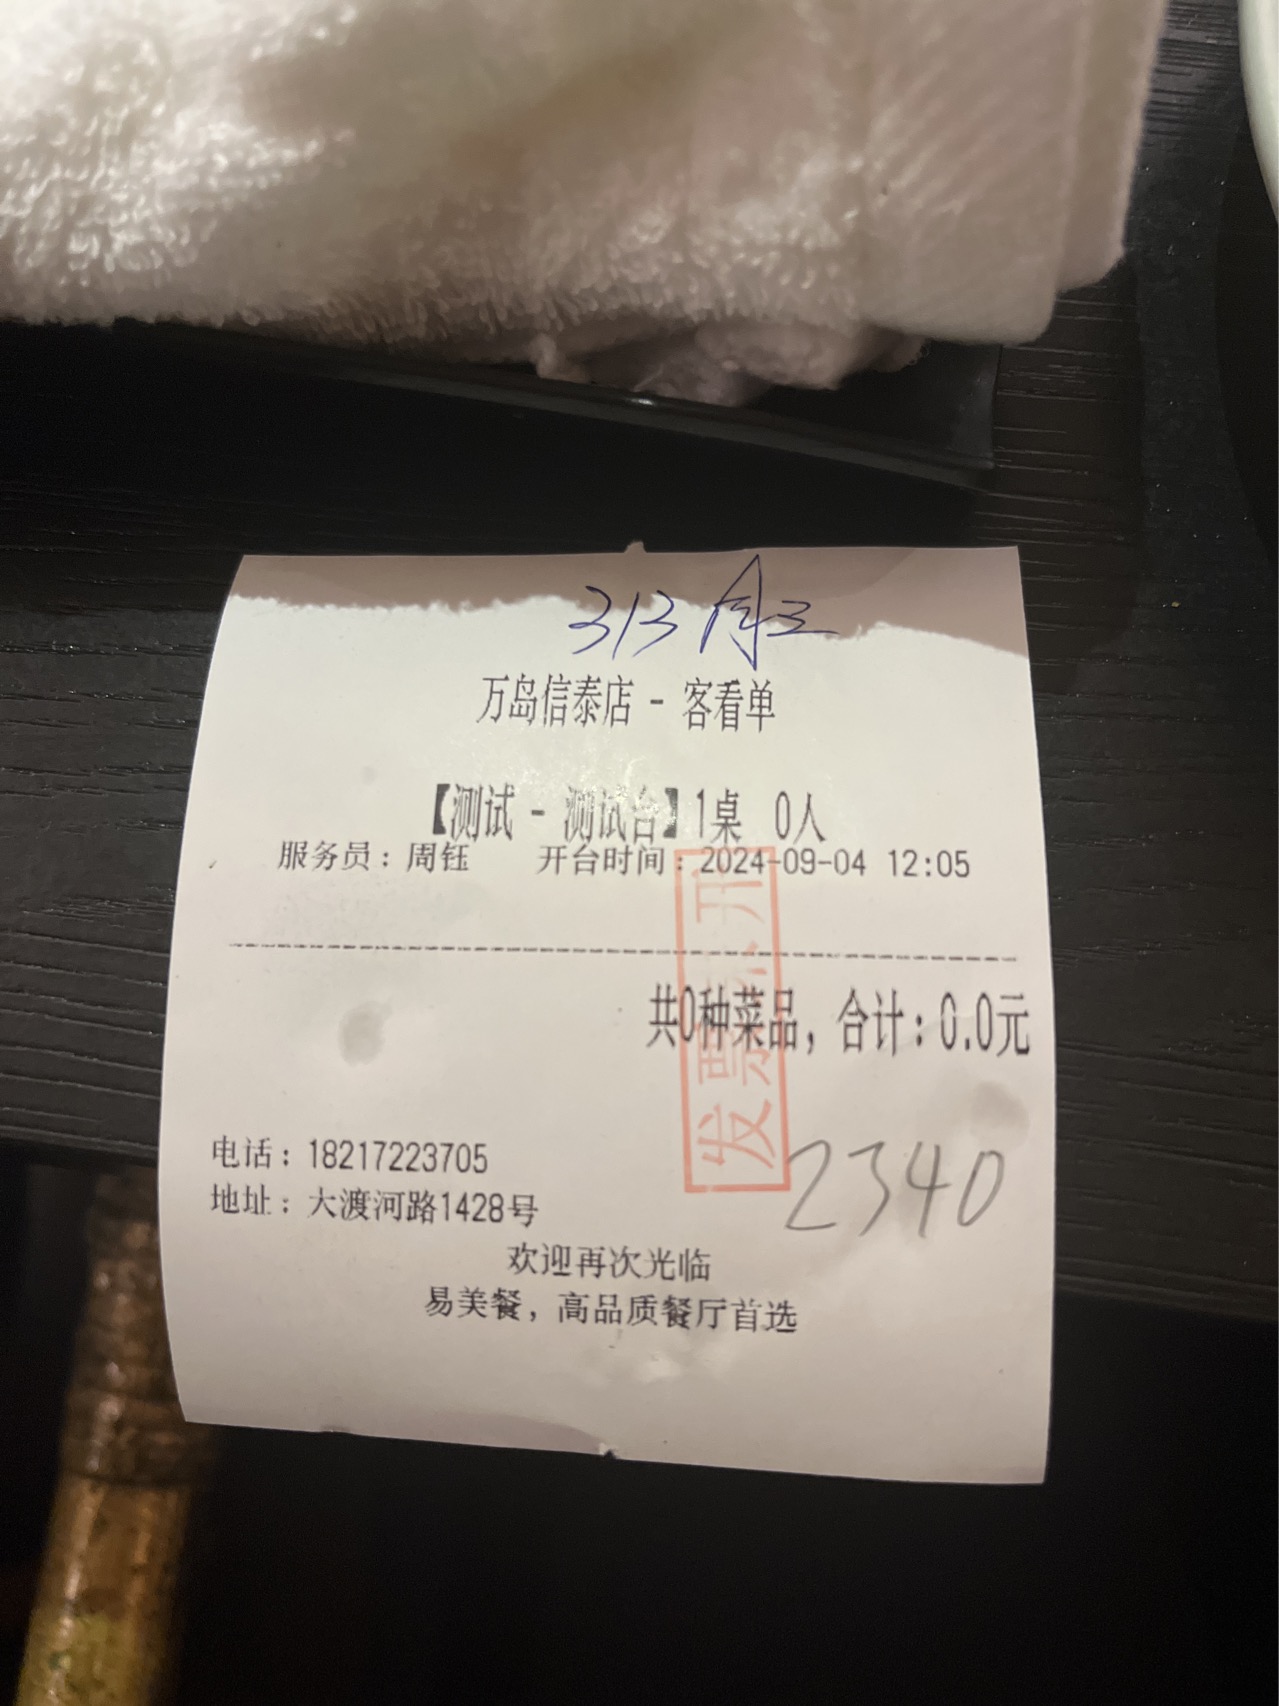 313
万岛信泰店 - 客看单
【测试 - 测试台】1桌 0人
服务员：周钰 开台时间：2024-09-04 12:05
共0种菜品，合计：0.0元
发票已开
2340
电话：18217223705
地址：大渡河路1428号
欢迎再次光临
易美餐，高品质餐厅首选